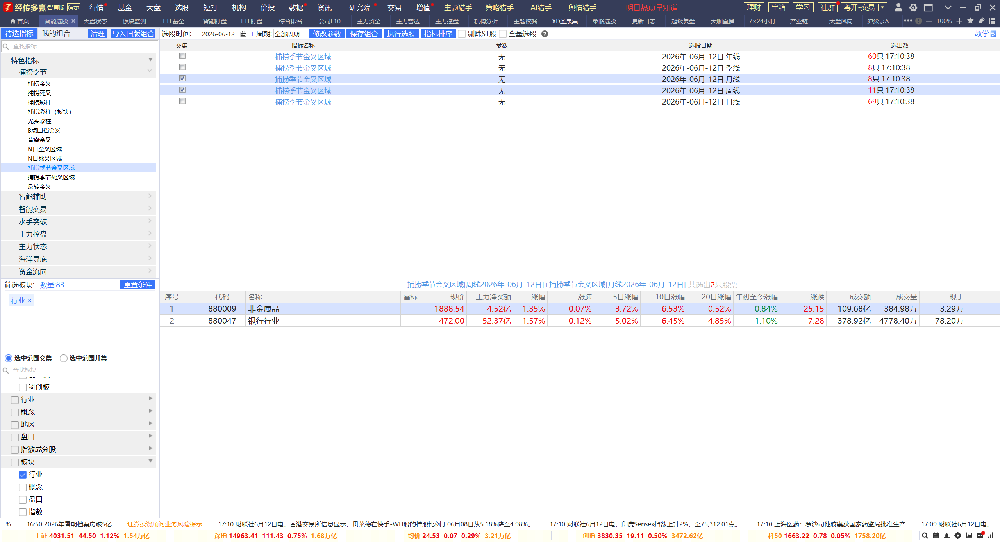 经传多赢 智尊版 演示 行情 基金 大盘 选股 短打 机构 价投 数据 资讯 研究院 交易 增值 主题猎手 策略猎手 AI猎手 舆情猎手 明日热点早知道 理财 宝箱 学习 社群 粤开-交易
首页 智能选股 大盘状态 板块监测 ETF基金 智能盯盘 ETF盯盘 综合排名 公司F10 主力资金 主力雷达 主力控盘 机构分析 主题挖掘 XD圣泉集 策略选股 更新日志 超级复盘 大咖直播 7×24小时 产业链... 大盘风向 沪深京A... 100%
待选指标 我的组合 清理 导入旧版组合 选股时间: - 2026-06-12 + 周期: 全部周期 修改参数 保存组合 执行选股 指标排序 剔除ST股 全量选股 教学
查找指标
特色指标
捕捞季节
捕捞金叉
捕捞死叉
捕捞彩柱
捕捞彩柱（板块）
光头彩柱
B点回档金叉
背离金叉
N日金叉区域
N日死叉区域
捕捞季节金叉区域
捕捞季节死叉区域
反转金叉
智能辅助
智能交易
水手突破
主力控盘
主力状态
海洋寻底
资金流向
交集 指标名称 参数 选股日期 选出数
捕捞季节金叉区域 无 2026年-06月-12日 年线 60只 17:10:38
捕捞季节金叉区域 无 2026年-06月-12日 季线 8只 17:10:38
捕捞季节金叉区域 无 2026年-06月-12日 月线 8只 17:10:38
捕捞季节金叉区域 无 2026年-06月-12日 周线 11只 17:10:38
捕捞季节金叉区域 无 2026年-06月-12日 日线 69只 17:10:38
筛选板块: 数量:83 重置条件
行业 ×
选中范围交集 选中范围并集
查找板块
科创板
行业
概念
地区
盘口
指数成分股
板块
行业
概念
盘口
指数
捕捞季节金叉区域[周线2026年-06月-12日]+捕捞季节金叉区域[月线2026年-06月-12日] 共选出2只股票
序号 代码 名称 雷标 现价 主力净买额 涨幅 涨速 5日涨幅 10日涨幅 20日涨幅 年初至今涨幅 涨跌 成交额 成交量 现手
1 880009 非金属品 1888.54 4.52亿 1.35% 0.07% 3.72% 6.53% 0.52% -0.84% 25.15 109.68亿 384.98万 3.29万
2 880047 银行行业 472.00 52.37亿 1.57% 0.12% 5.02% 6.45% 4.85% -1.10% 7.28 378.92亿 4778.40万 78.20万
% 16:50 2026年暑期档票房破5亿 证券投资顾问业务风险提示 17:10 财联社6月12日电，香港交易所信息显示，贝莱德在快手-WH股的持股比例于06月08日从5.18%降至4.98%。 17:10 财联社6月12日电，印度Sensex指数上升2%，至75,312.01点。 17:10 上海医药：罗沙司他胶囊获国家药监局批准生产 17:09 财联社6月12日电，
上证 4031.51 44.50 1.12% 1.54万亿 深指 14963.41 111.43 0.75% 1.68万亿 均价 24.53 0.07 0.29% 3.21万亿 创指 3830.35 19.11 0.50% 3472.62亿 科50 1663.22 0.78 0.05% 1758.20亿